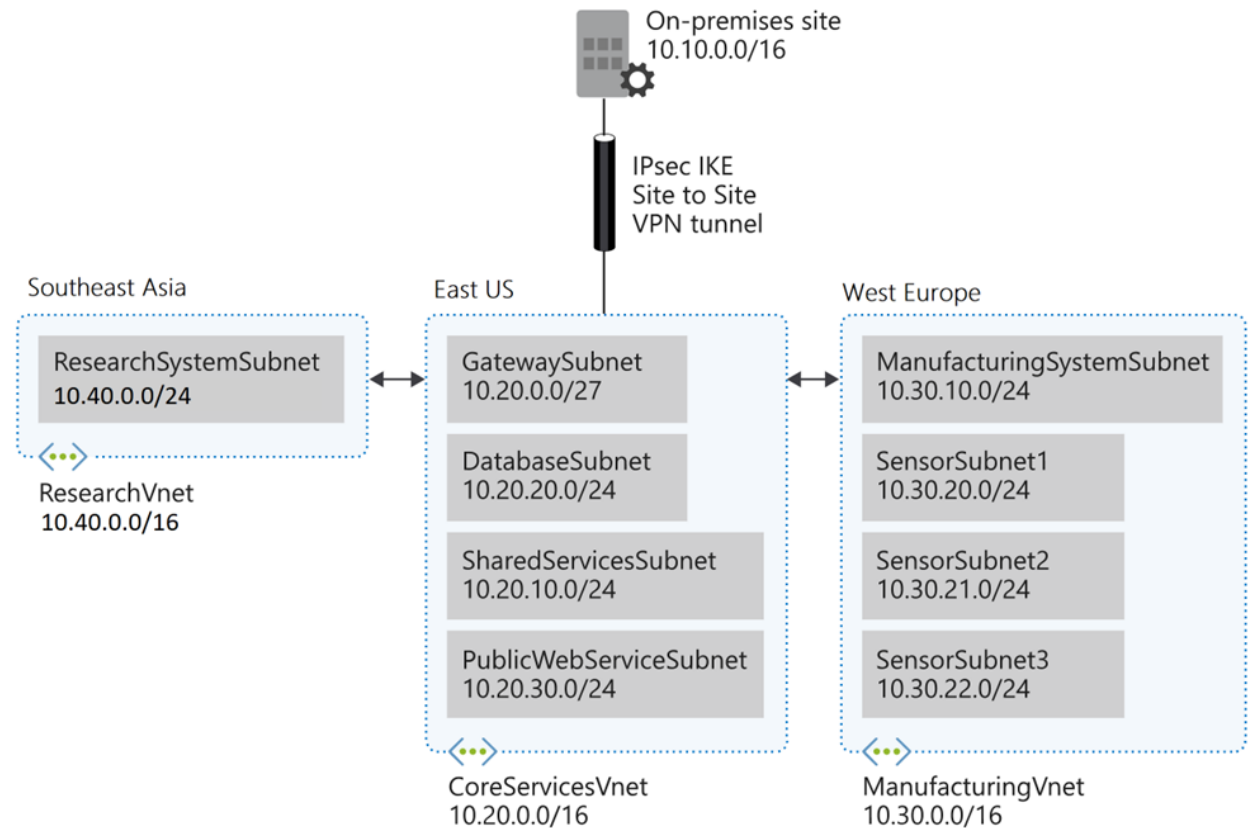 On-premises site
10.10.0.0/16
IPsec IKE
Site to Site
VPN tunnel
Southeast Asia
ResearchSystemSubnet
10.40.0.0/24
ResearchVnet
10.40.0.0/16
East US
GatewaySubnet
10.20.0.0/27
DatabaseSubnet
10.20.20.0/24
SharedServicesSubnet
10.20.10.0/24
PublicWebServiceSubnet
10.20.30.0/24
CoreServicesVnet
10.20.0.0/16
West Europe
ManufacturingSystemSubnet
10.30.10.0/24
SensorSubnet1
10.30.20.0/24
SensorSubnet2
10.30.21.0/24
SensorSubnet3
10.30.22.0/24
ManufacturingVnet
10.30.0.0/16